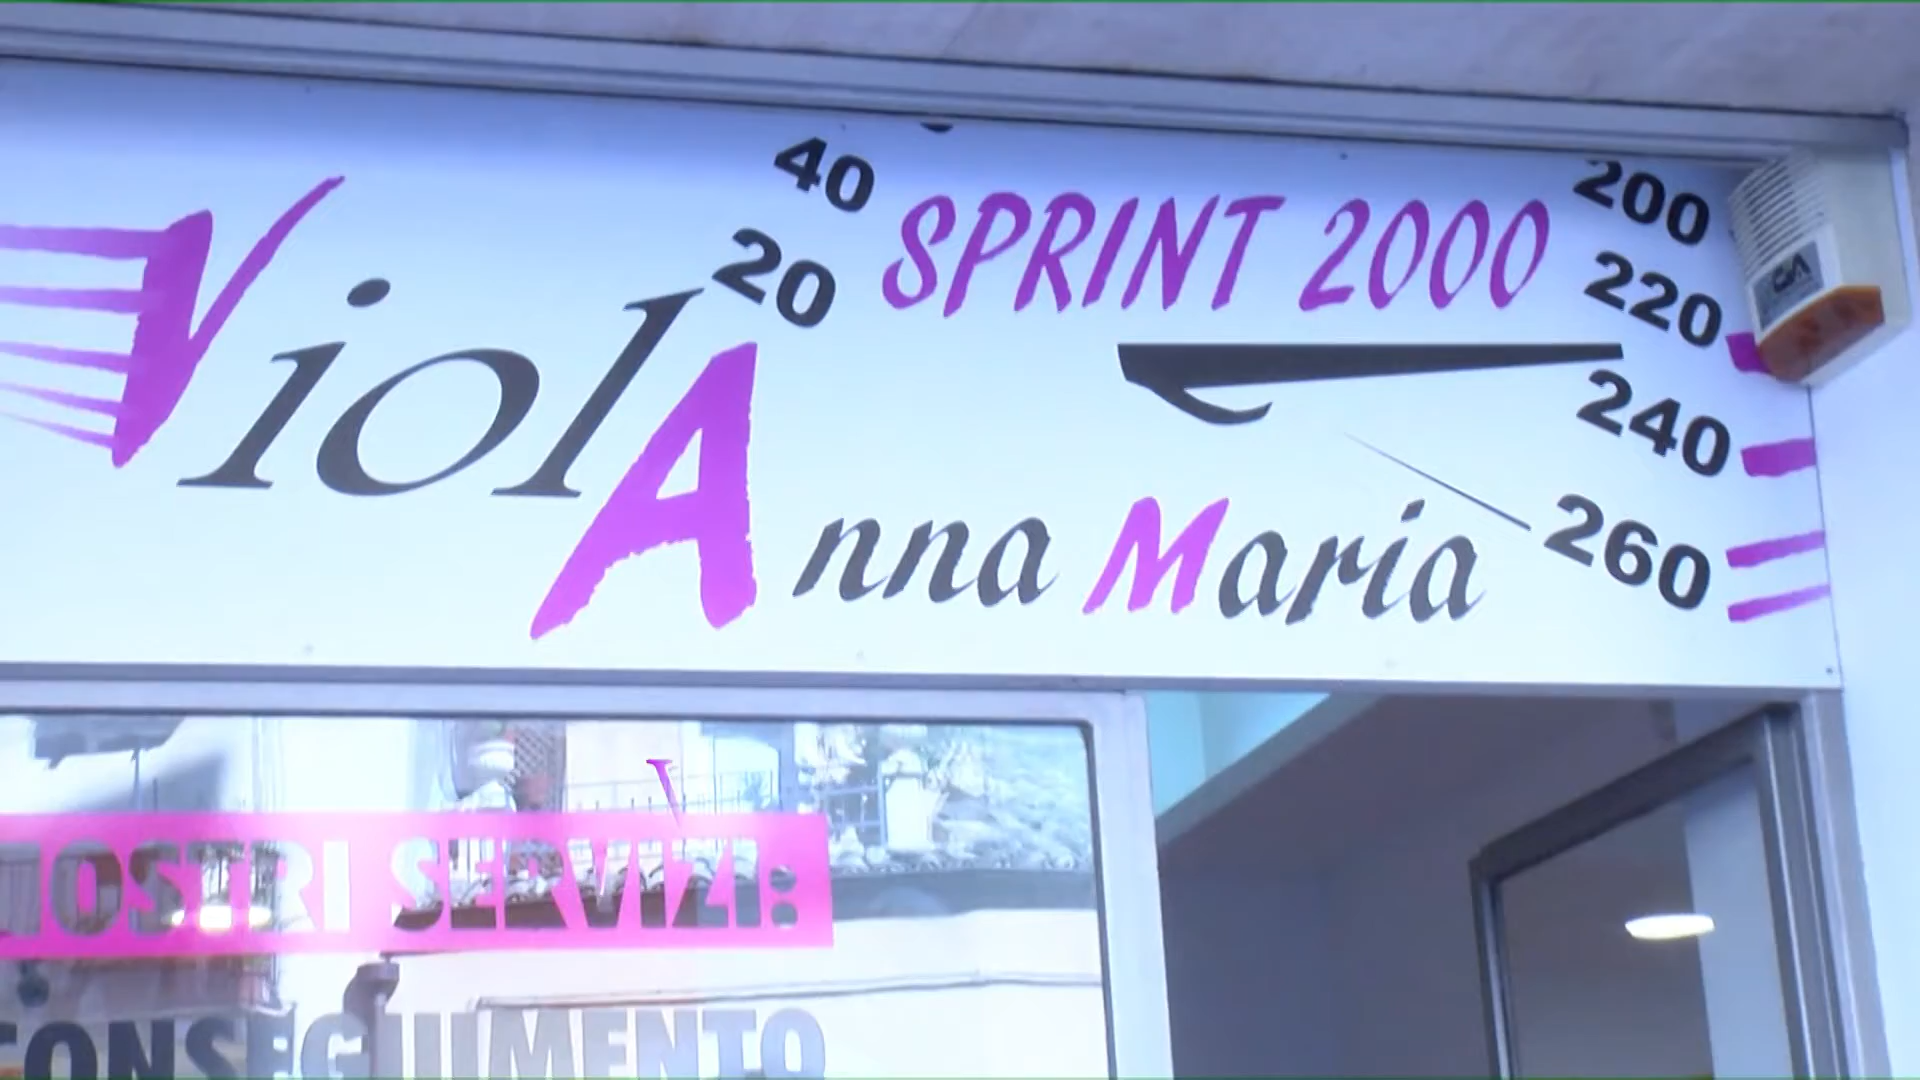 40 SPRINT 2000 200
20 220
ViolA 240
Anna Maria 260
NOSTRI SERVIZI:
CONSEGUIMENTO